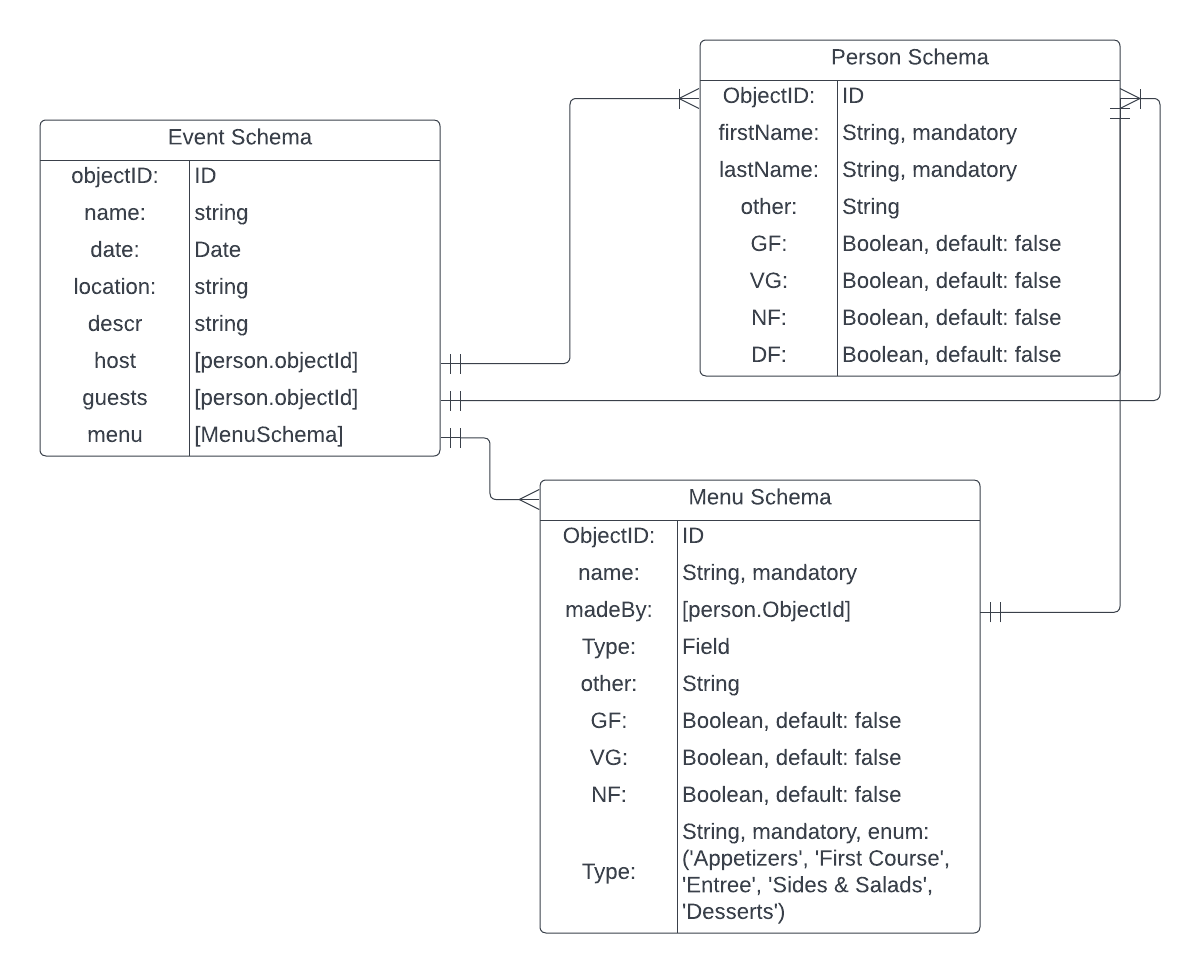 Person Schema
ObjectID: ID
firstName: String, mandatory
lastName: String, mandatory
other: String
GF: Boolean, default: false
VG: Boolean, default: false
NF: Boolean, default: false
DF: Boolean, default: false
Event Schema
objectID: ID
name: string
date: Date
location: string
descr string
host [person.objectId]
guests [person.objectId]
menu [MenuSchema]
Menu Schema
ObjectID: ID
name: String, mandatory
madeBy: [person.ObjectId]
Type: Field
other: String
GF: Boolean, default: false
VG: Boolean, default: false
NF: Boolean, default: false
Type: String, mandatory, enum:
('Appetizers', 'First Course',
'Entree', 'Sides & Salads',
'Desserts')